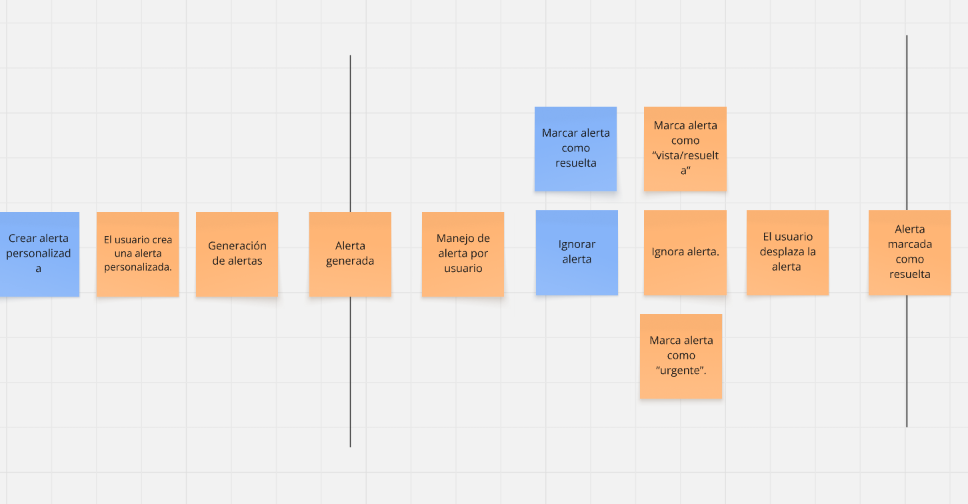 Marcar alerta
como
resuelta
Marca alerta
como
“vista/resuelt
a”
Crear alerta
personalizad
a
El usuario crea
una alerta
personalizada.
Generación
de alertas
Alerta
generada
Manejo de
alerta por
usuario
Ignorar
alerta
Ignora alerta.
El usuario
desplaza la
alerta
Alerta
marcada
como
resuelta
Marca alerta
como
“urgente”.